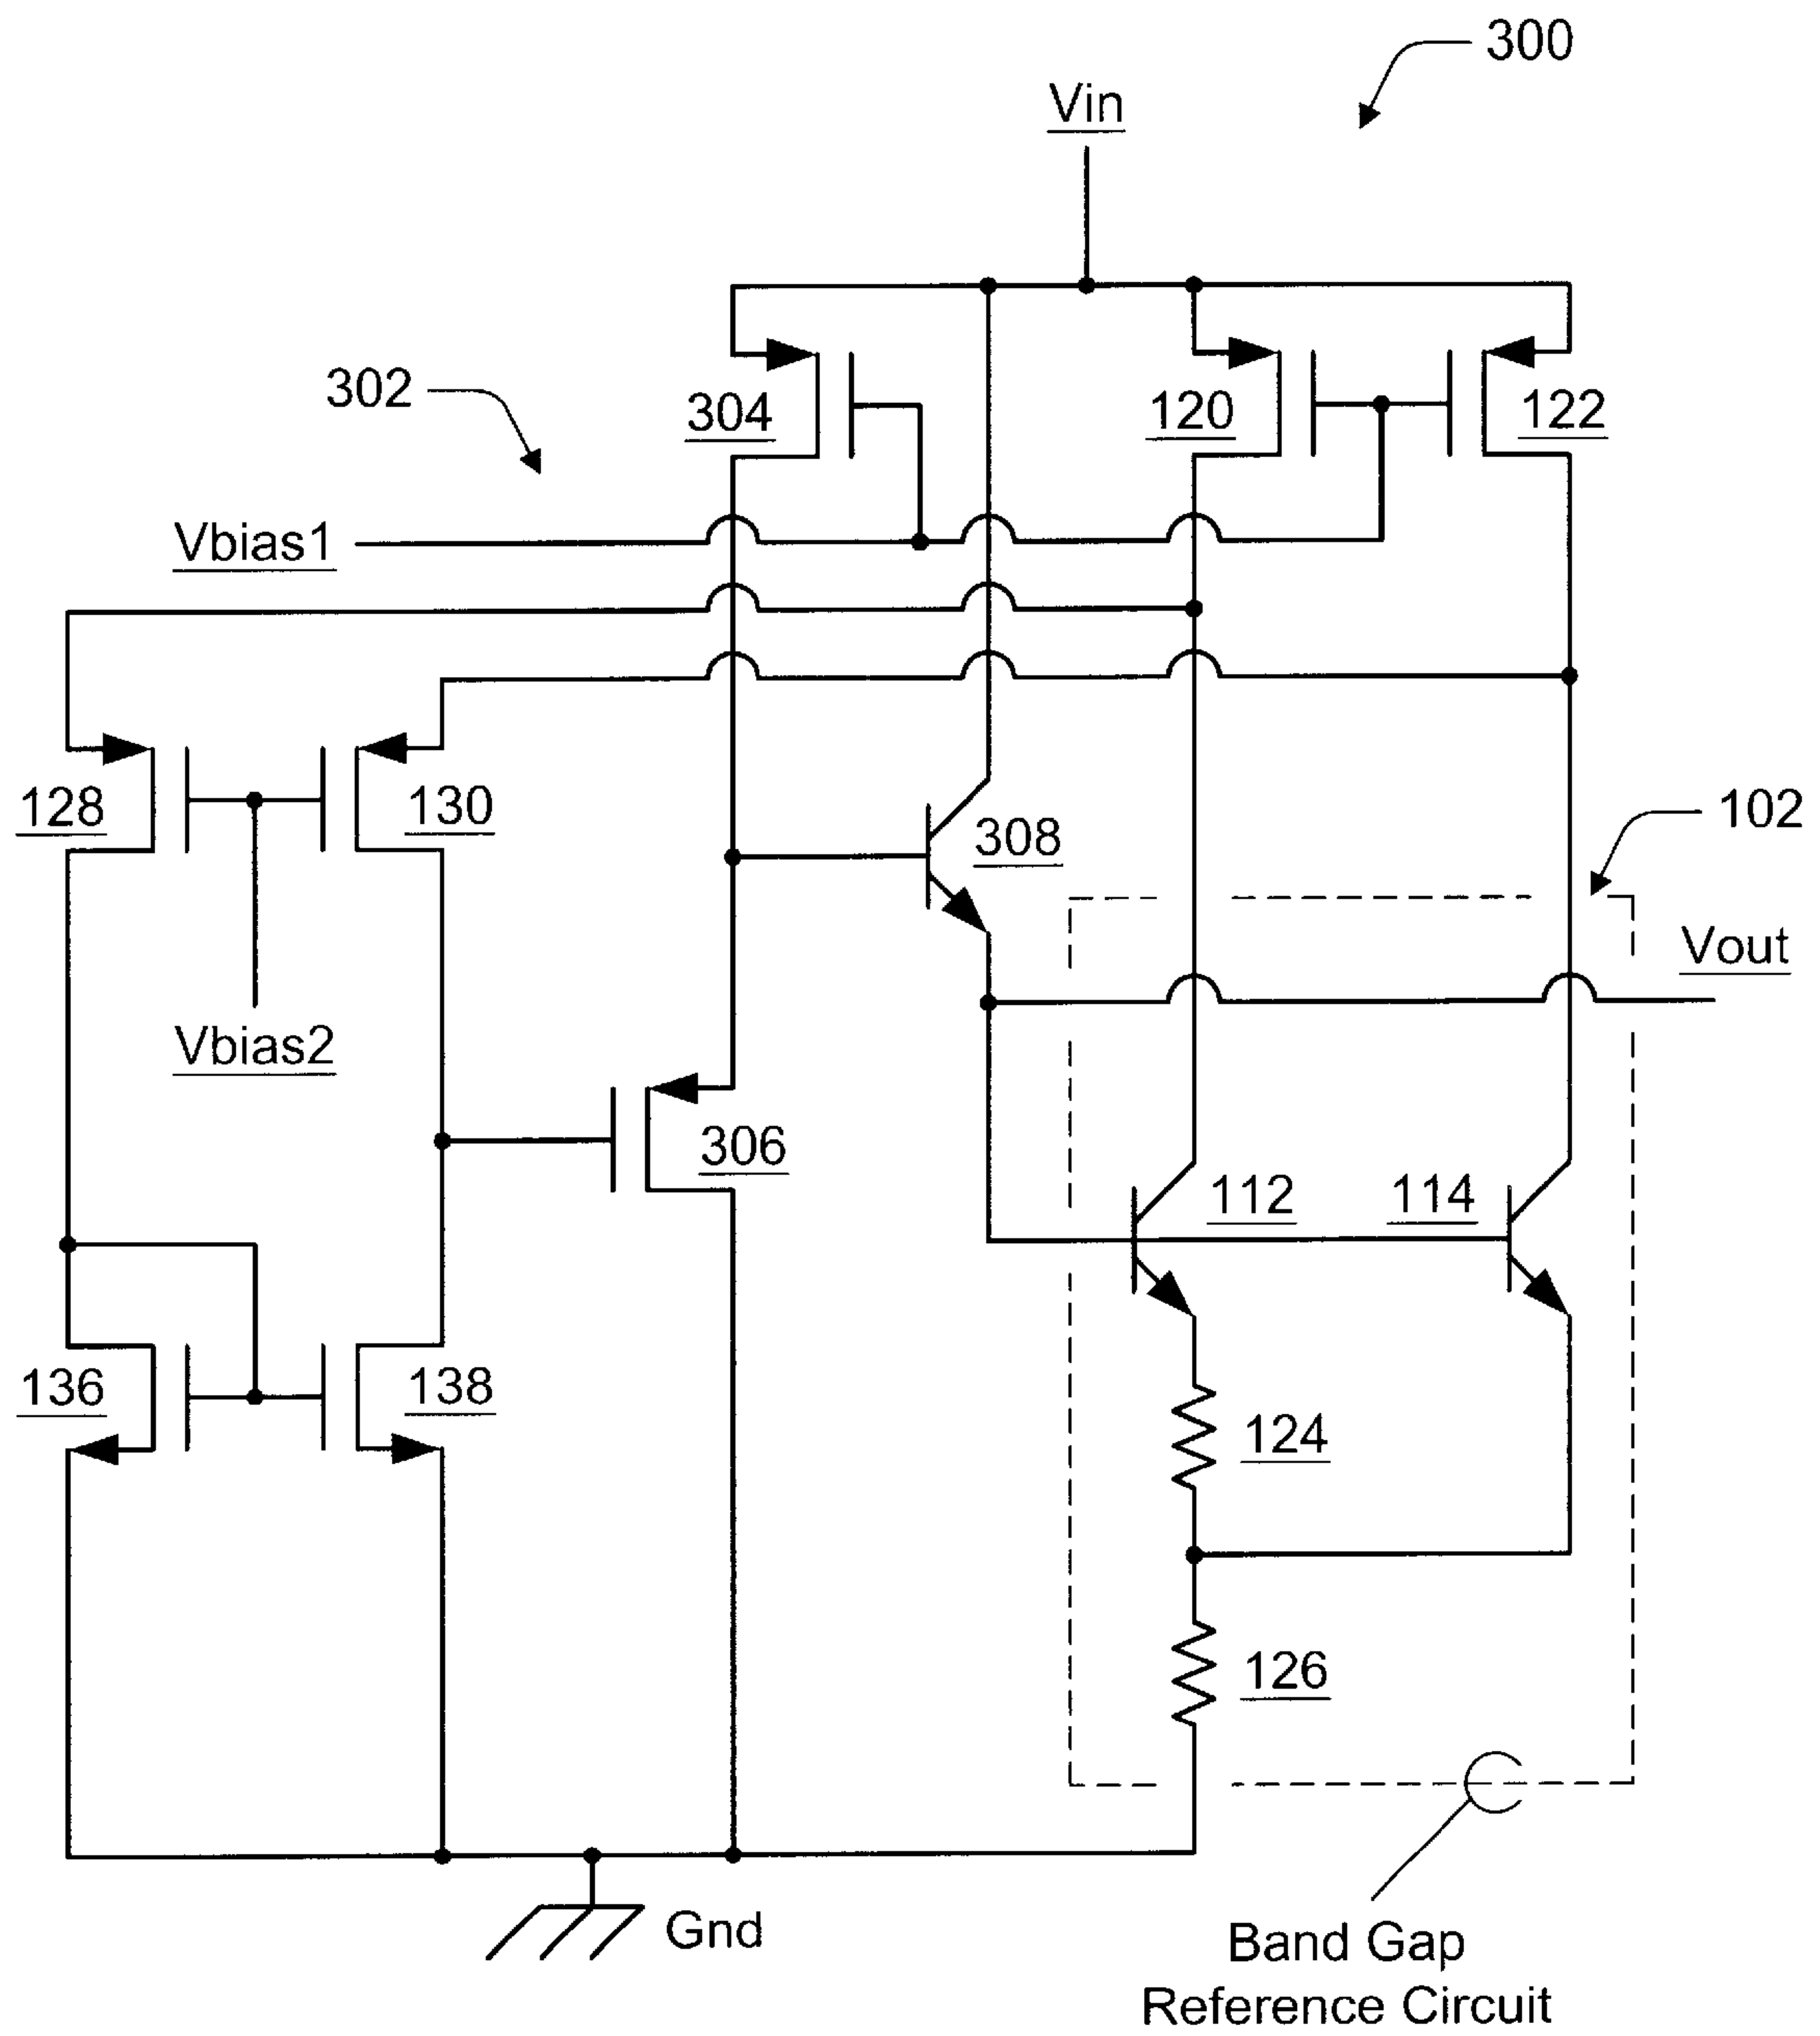 300
Vin
302
304
120
122
Vbias1
128
130
308
102
Vout
Vbias2
306
112
114
136
138
124
126
Gnd
Band Gap
Reference Circuit